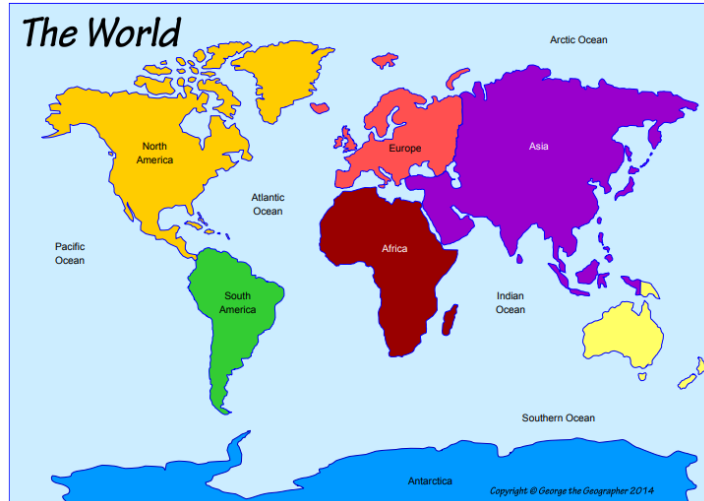 The World
Arctic Ocean
North
America
Europe
Asia
Atlantic
Ocean
Pacific
Ocean
Africa
South
America
Indian
Ocean
Southern Ocean
Antarctica
Copyright © George the Geographer 2014